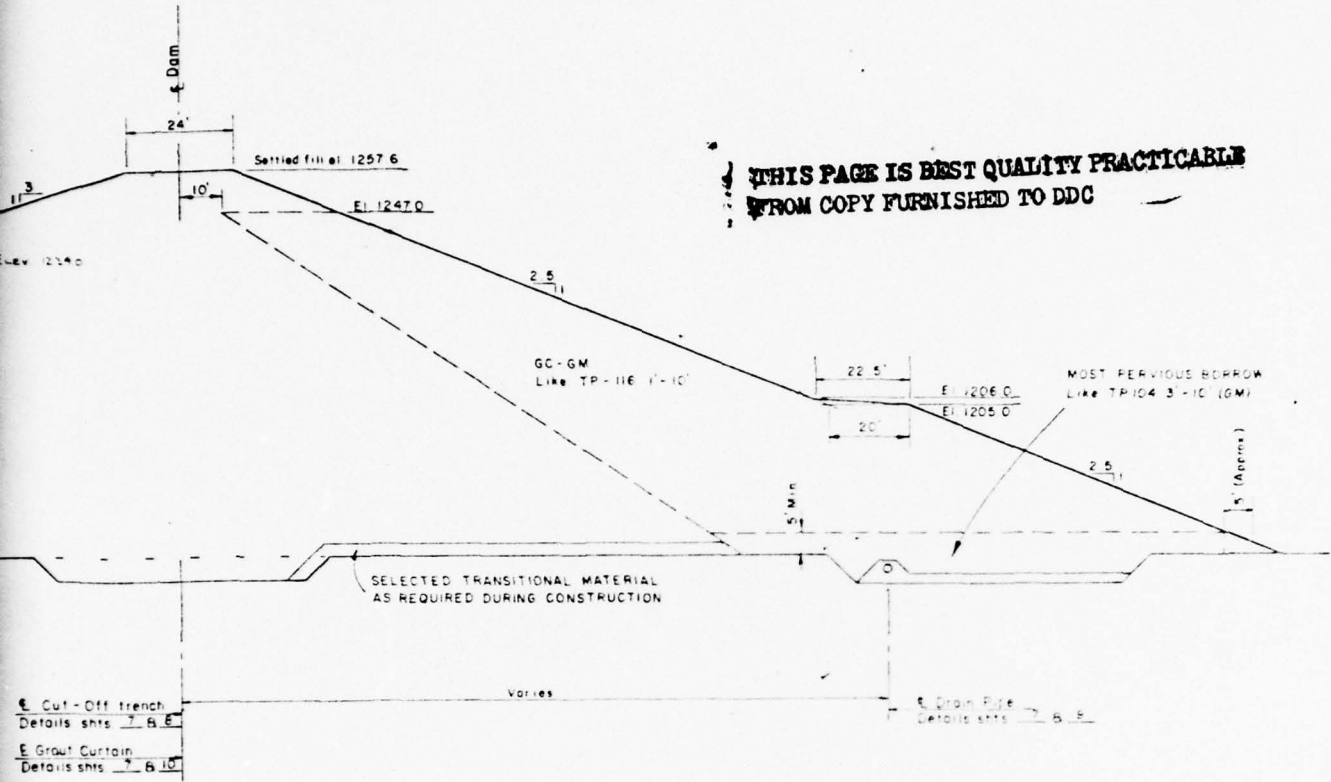 ℄ Dam
24'
Settled fill el 1257.6
3
1
10'
El. 1247.0
THIS PAGE IS BEST QUALITY PRACTICABLE
FROM COPY FURNISHED TO DDC
2.5
1
GC-GM
Like TP-116 1'-10'
22.5'
El. 1206.0
El. 1205.0
20'
MOST PERVIOUS BORROW
Like TP104 3'-10' (GM)
2.5
1
5' (Approx.)
5' Min
SELECTED TRANSITIONAL MATERIAL
AS REQUIRED DURING CONSTRUCTION
Varies
℄ Cut-Off trench
Details shts. 7 & 8
℄ Drain Pipe
Details shts.
℄ Grout Curtain
Details shts. 7 & 10